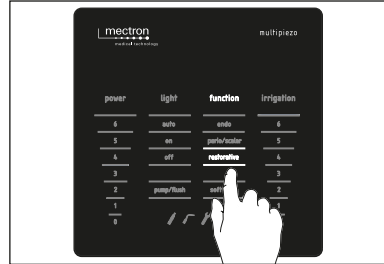 mectron
medical technology
multipiezo
power light function irrigation
6 auto endo 6
5 on perio/scaler 5
4 off restorative 4
3 3
2 pump/flush 2
1 1
0